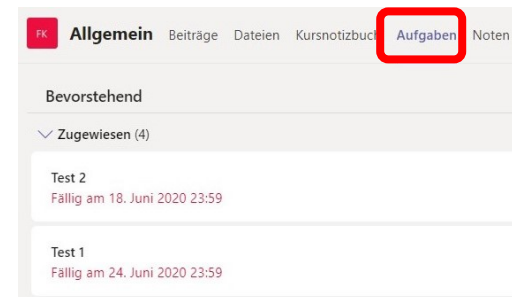 FK Allgemein Beiträge Dateien Kursnotizbuch Aufgaben Noten
Bevorstehend
Zugewiesen (4)
Test 2
Fällig am 18. Juni 2020 23:59
Test 1
Fällig am 24. Juni 2020 23:59